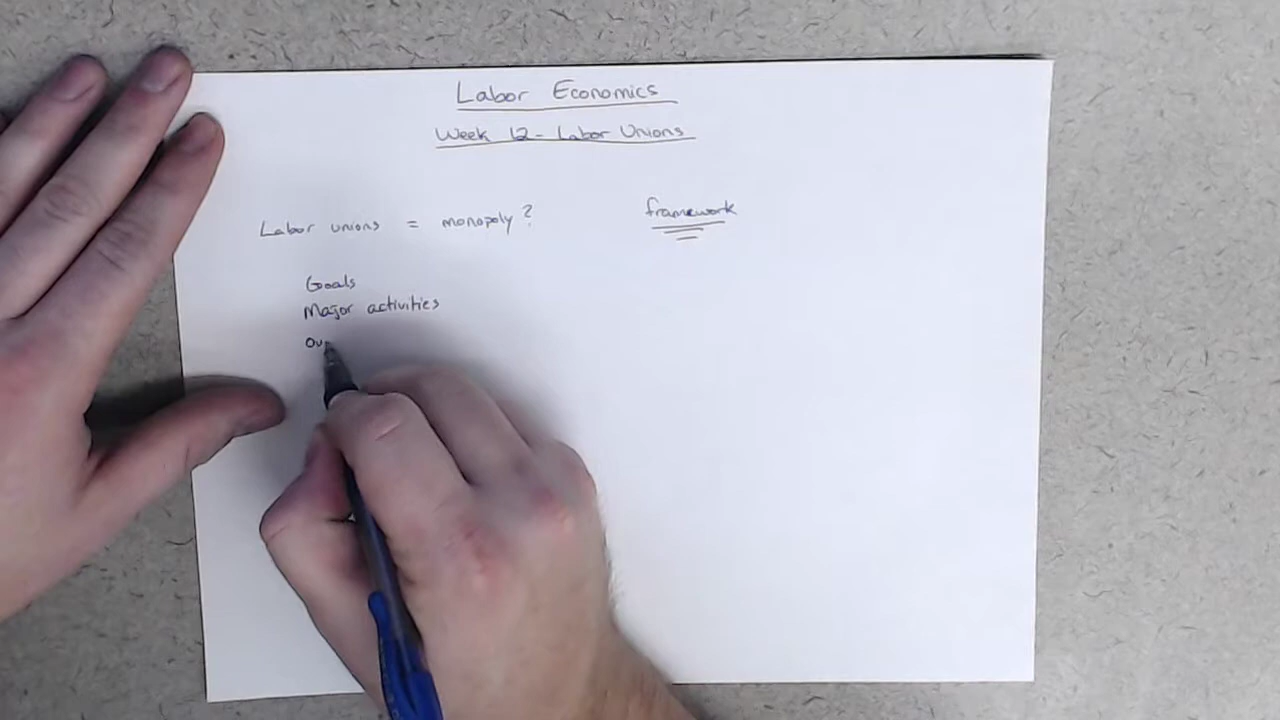 Labor Economics
Week 12 - Labor Unions
Labor unions = monopoly?
framework
Goals
Major activities